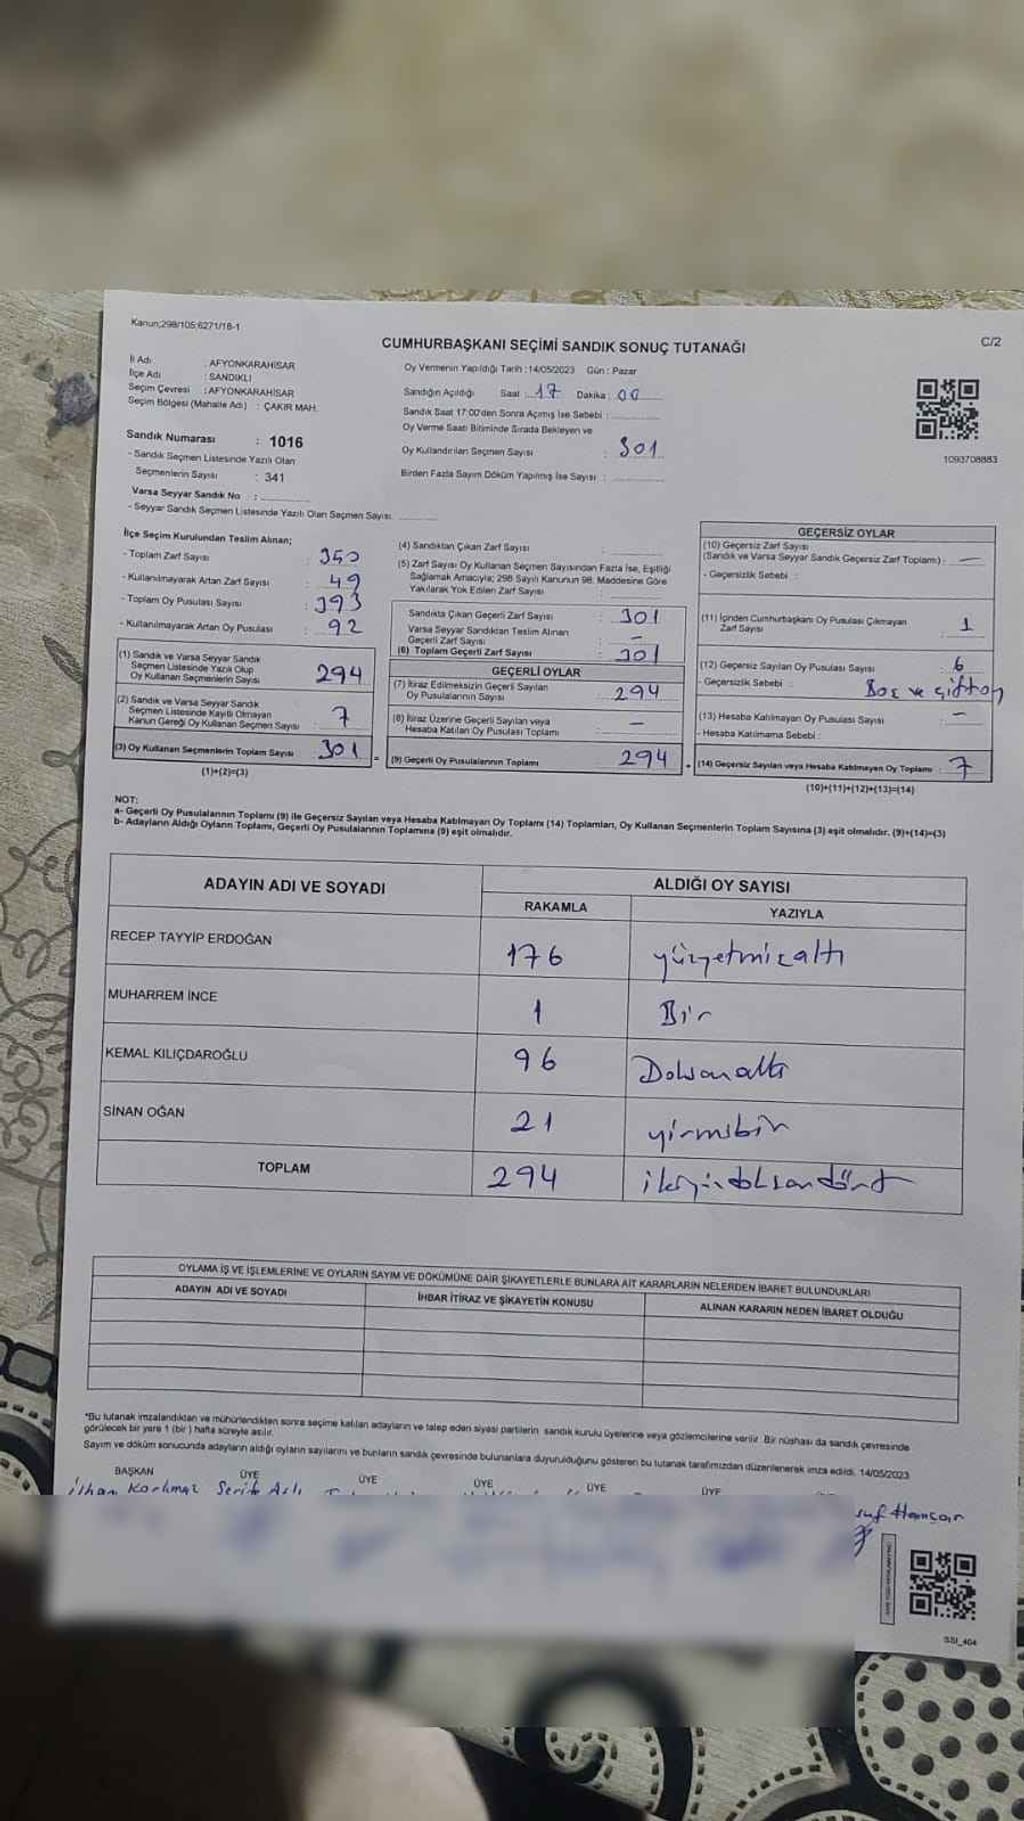 Kanun;298/105;6271/18-1
CUMHURBAŞKANI SEÇİMİ SANDIK SONUÇ TUTANAĞI
C/2
İl Adı : AFYONKARAHİSAR
İlçe Adı : SANDIKLI
Seçim Çevresi : AFYONKARAHİSAR
Seçim Bölgesi (Mahalle Adı) : ÇAKIR MAH.
Sandık Numarası : 1016
- Sandık Seçmen Listesinde Yazılı Olan
Seçmenlerin Sayısı : 341
Varsa Seyyar Sandık No :
- Seyyar Sandık Seçmen Listesinde Yazılı Olan Seçmen Sayısı
Oy Vermenin Yapıldığı Tarih : 14/05/2023 Gün : Pazar
Sandığın Açıldığı Saat : 17 Dakika : 00
Sandık Saat 17:00'den Sonra Açımış İse Sebebi :
Oy Verme Saati Bitiminde Sırada Bekleyen ve
Oy Kullandırılan Seçmen Sayısı : 301
Birden Fazla Sayım Döküm Yapılmış İse Sayısı :
1093708883
İlçe Seçim Kurulundan Teslim Alınan;
- Toplam Zarf Sayısı : 350
- Kullanılmayarak Artan Zarf Sayısı : 49
- Toplam Oy Pusulası Sayısı : 393
- Kullanılmayarak Artan Oy Pusulası : 92
(1) Sandık ve Varsa Seyyar Sandık
Seçmen Listesinde Yazılı Olup
Oy Kullanan Seçmenlerin Sayısı 294
(2) Sandık ve Varsa Seyyar Sandık
Seçmen Listesinde Kayıtlı Olmayan
Kanun Gereği Oy Kullanan Seçmen Sayısı 7
(3) Oy Kullanan Seçmenlerin Toplam Sayısı 301
(1)+(2)=(3)
(4) Sandıktan Çıkan Zarf Sayısı :
(5) Zarf Sayısı Oy Kullanan Seçmen Sayısından Fazla İse, Eşitliği
Sağlamak Amacıyla; 298 Sayılı Kanunun 98. Maddesine Göre
Yakılarak Yok Edilen Zarf Sayısı :
Sandıkta Çıkan Geçerli Zarf Sayısı : 301
Varsa Seyyar Sandıktan Teslim Alınan
Geçerli Zarf Sayısı : -
(6) Toplam Geçerli Zarf Sayısı : 301
GEÇERLİ OYLAR
(7) İtiraz Edilmeksizin Geçerli Sayılan
Oy Pusulalarının Sayısı : 294
(8) İtiraz Üzerine Geçerli Sayılan veya
Hesaba Katılan Oy Pusulası Toplamı : -
(9) Geçerli Oy Pusulalarının Toplamı : 294
GEÇERSİZ OYLAR
(10) Geçersiz Zarf Sayısı
(Sandık ve Varsa Seyyar Sandık Geçersiz Zarf Toplamı) : -
- Geçersizlik Sebebi :
(11) İçinden Cumhurbaşkanı Oy Pusulası Çıkmayan
Zarf Sayısı : 1
(12) Geçersiz Sayılan Oy Pusulası Sayısı : 6
- Geçersizlik Sebebi : Boş ve çiftoy
(13) Hesaba Katılmayan Oy Pusulası Sayısı : -
- Hesaba Katılmama Sebebi :
(14) Geçersiz Sayılan veya Hesaba Katılmayan Oy Toplamı : 7
(10)+(11)+(12)+(13)=(14)
NOT:
a- Geçerli Oy Pusulalarının Toplamı (9) ile Geçersiz Sayılan veya Hesaba Katılmayan Oy Toplamı (14) Toplamları, Oy Kullanan Seçmenlerin Toplam Sayısına (3) eşit olmalıdır. (9)+(14)=(3)
b- Adayların Aldığı Oyların Toplamı, Geçerli Oy Pusulalarının Toplamına (9) eşit olmalıdır.
ADAYIN ADI VE SOYADI
ALDIĞI OY SAYISI
RAKAMLA YAZIYLA
RECEP TAYYİP ERDOĞAN 176 yüzyetmişaltı
MUHARREM İNCE 1 Bir
KEMAL KILIÇDAROĞLU 96 Doksanaltı
SİNAN OĞAN 21 yirmibir
TOPLAM 294 ikiyüzdoksandört
OYLAMA İŞ VE İŞLEMLERİNE VE OYLARIN SAYIM VE DÖKÜMÜNE DAİR ŞİKAYETLERLE BUNLARA AİT KARARLARIN NELERDEN İBARET BULUNDUKLARI
ADAYIN ADI VE SOYADI İHBAR İTİRAZ VE ŞİKAYETİN KONUSU ALINAN KARARIN NEDEN İBARET OLDUĞU
*Bu tutanak imzalandıktan ve mühürlendikten sonra seçime katılan adayların ve talep eden siyasi partilerin sandık kurulu üyelerine veya gözlemcilerine verilir. Bir nüshası da sandık çevresinde
görülecek bir yere 1 (bir ) hafta süreyle asılır.
Sayım ve döküm sonucunda adayların aldığı oyların sayılarını ve bunların sandık çevresinde bulunanlara duyurulduğunu gösteren bu tutanak tarafımızdan düzenlenerek imza edildi. 14/05/2023
BAŞKAN ÜYE ÜYE ÜYE ÜYE ÜYE
İlhan Korkmaz
SSI_404